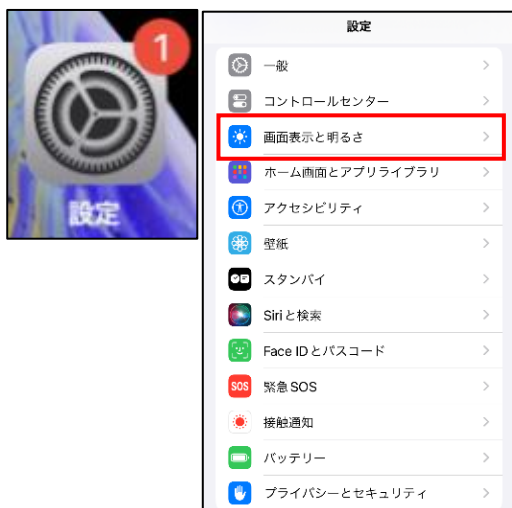 1
設定
設定
一般
コントロールセンター
画面表示と明るさ
ホーム画面とアプリライブラリ
アクセシビリティ
壁紙
スタンバイ
Siriと検索
Face IDとパスコード
SOS 緊急SOS
接触通知
バッテリー
プライバシーとセキュリティ